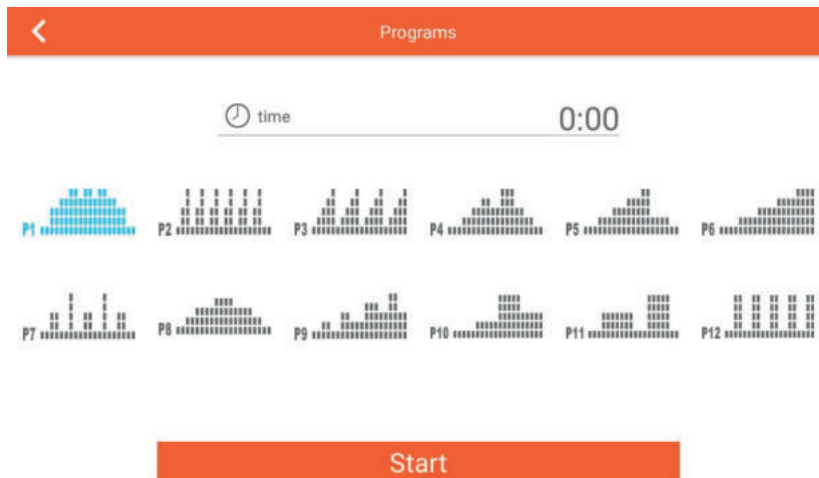 Programs
time 0:00
P1 P2 P3 P4 P5 P6
P7 P8 P9 P10 P11 P12
Start